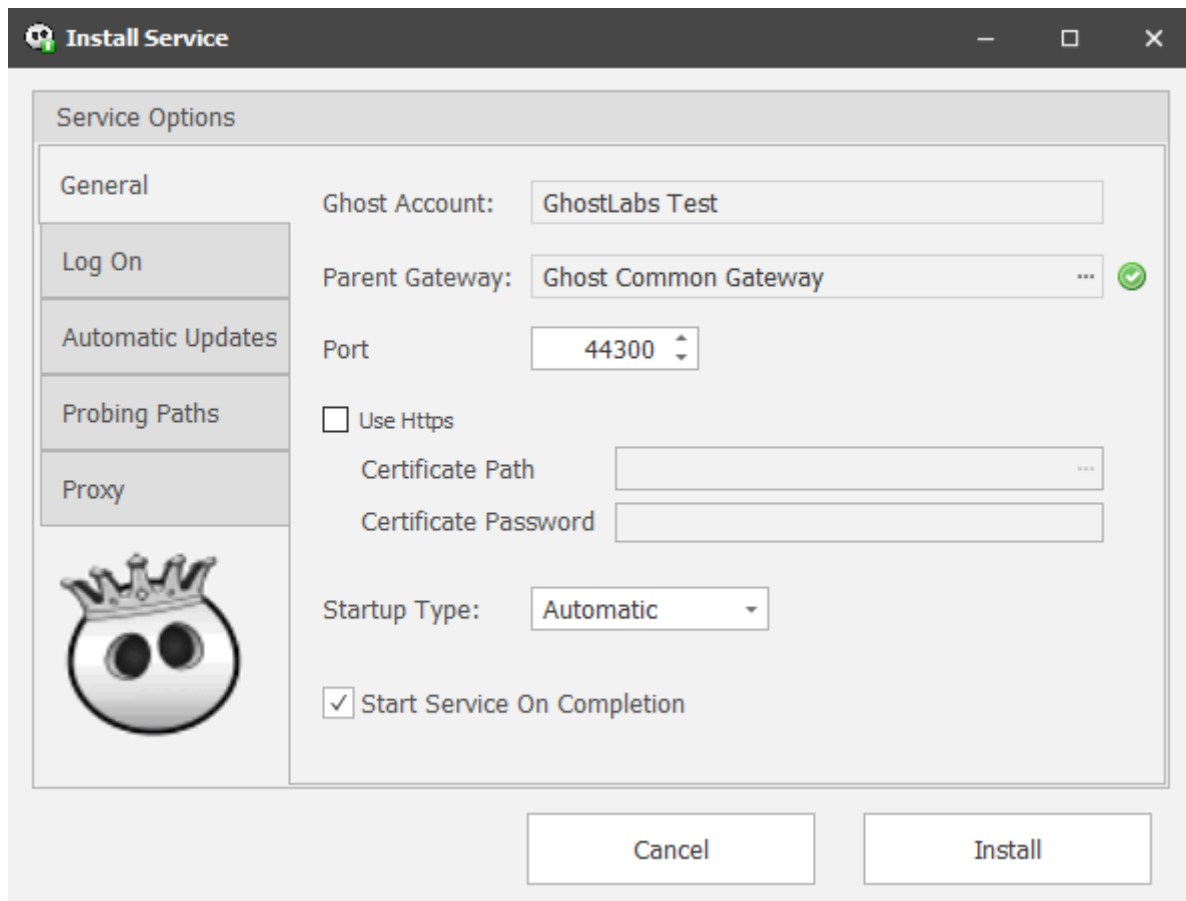 Install Service
Service Options
General
Log On
Automatic Updates
Probing Paths
Proxy
Ghost Account: GhostLabs Test
Parent Gateway: Ghost Common Gateway ...
Port 44300
Use Https
Certificate Path ...
Certificate Password
Startup Type: Automatic
Start Service On Completion
Cancel Install